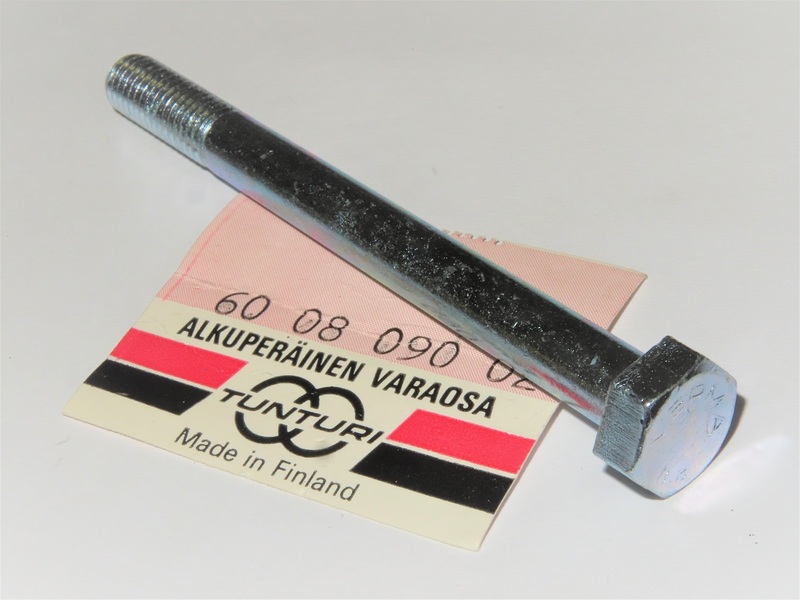 60 08 090 02
ALKUPERÄINEN VARAOSA
TUNTURI
Made in Finland